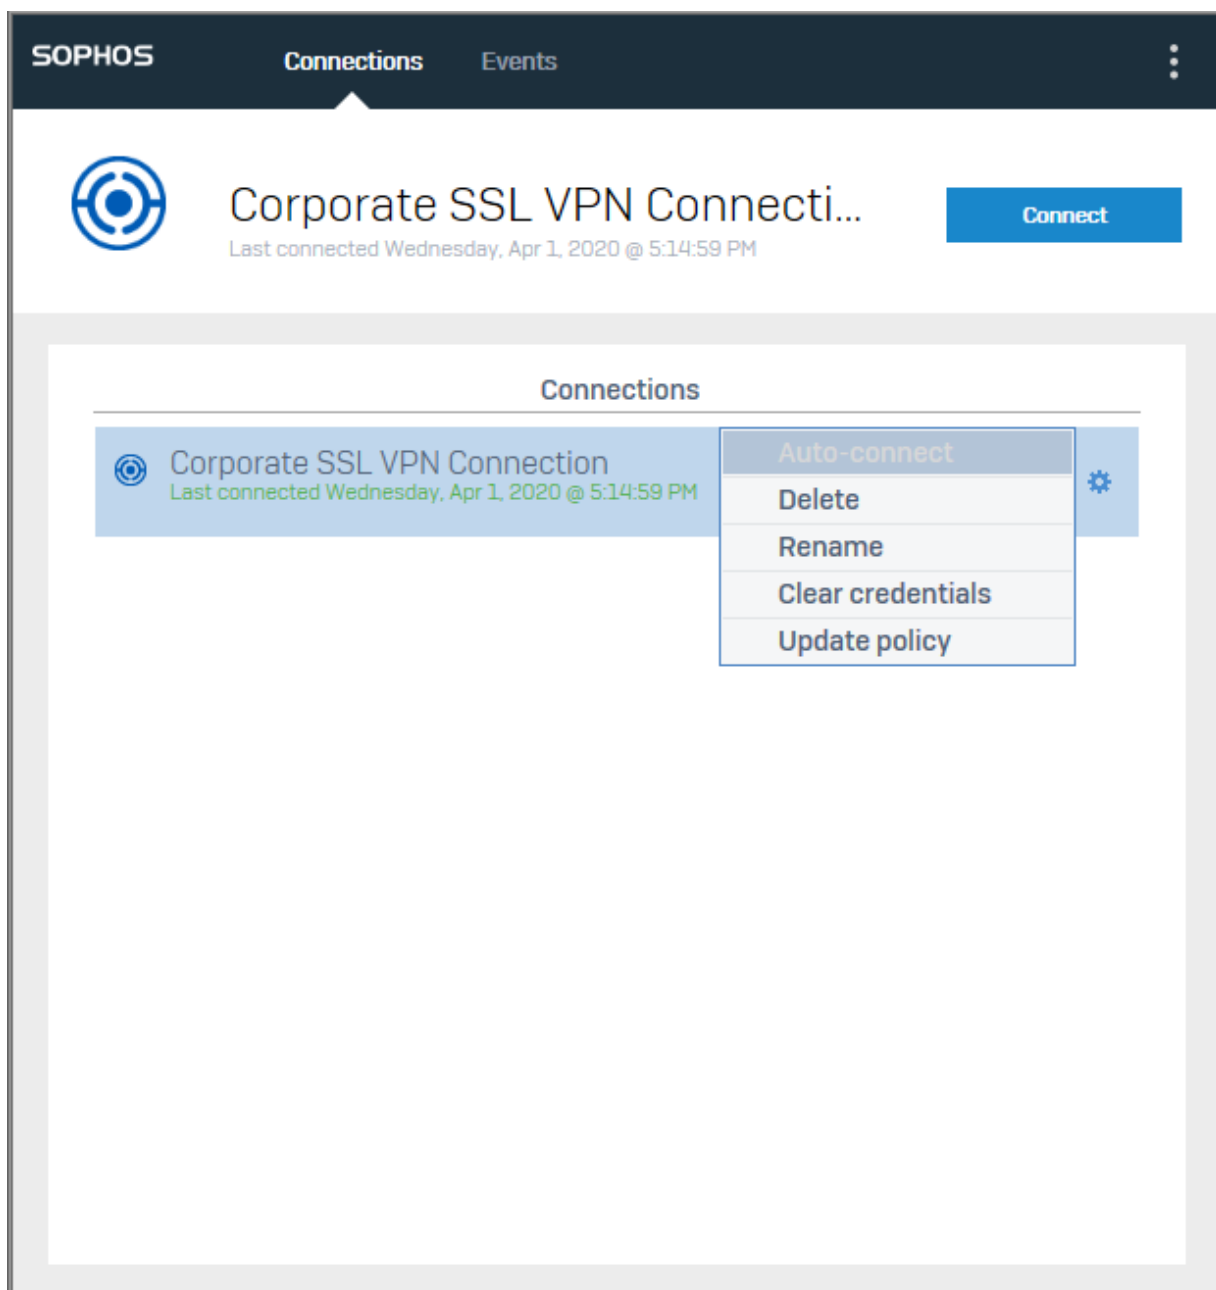 SOPHOS Connections Events
Corporate SSL VPN Connecti...
Last connected Wednesday, Apr 1, 2020 @ 5:14:59 PM
Connect
Connections
Corporate SSL VPN Connection
Last connected Wednesday, Apr 1, 2020 @ 5:14:59 PM
Auto-connect
Delete
Rename
Clear credentials
Update policy